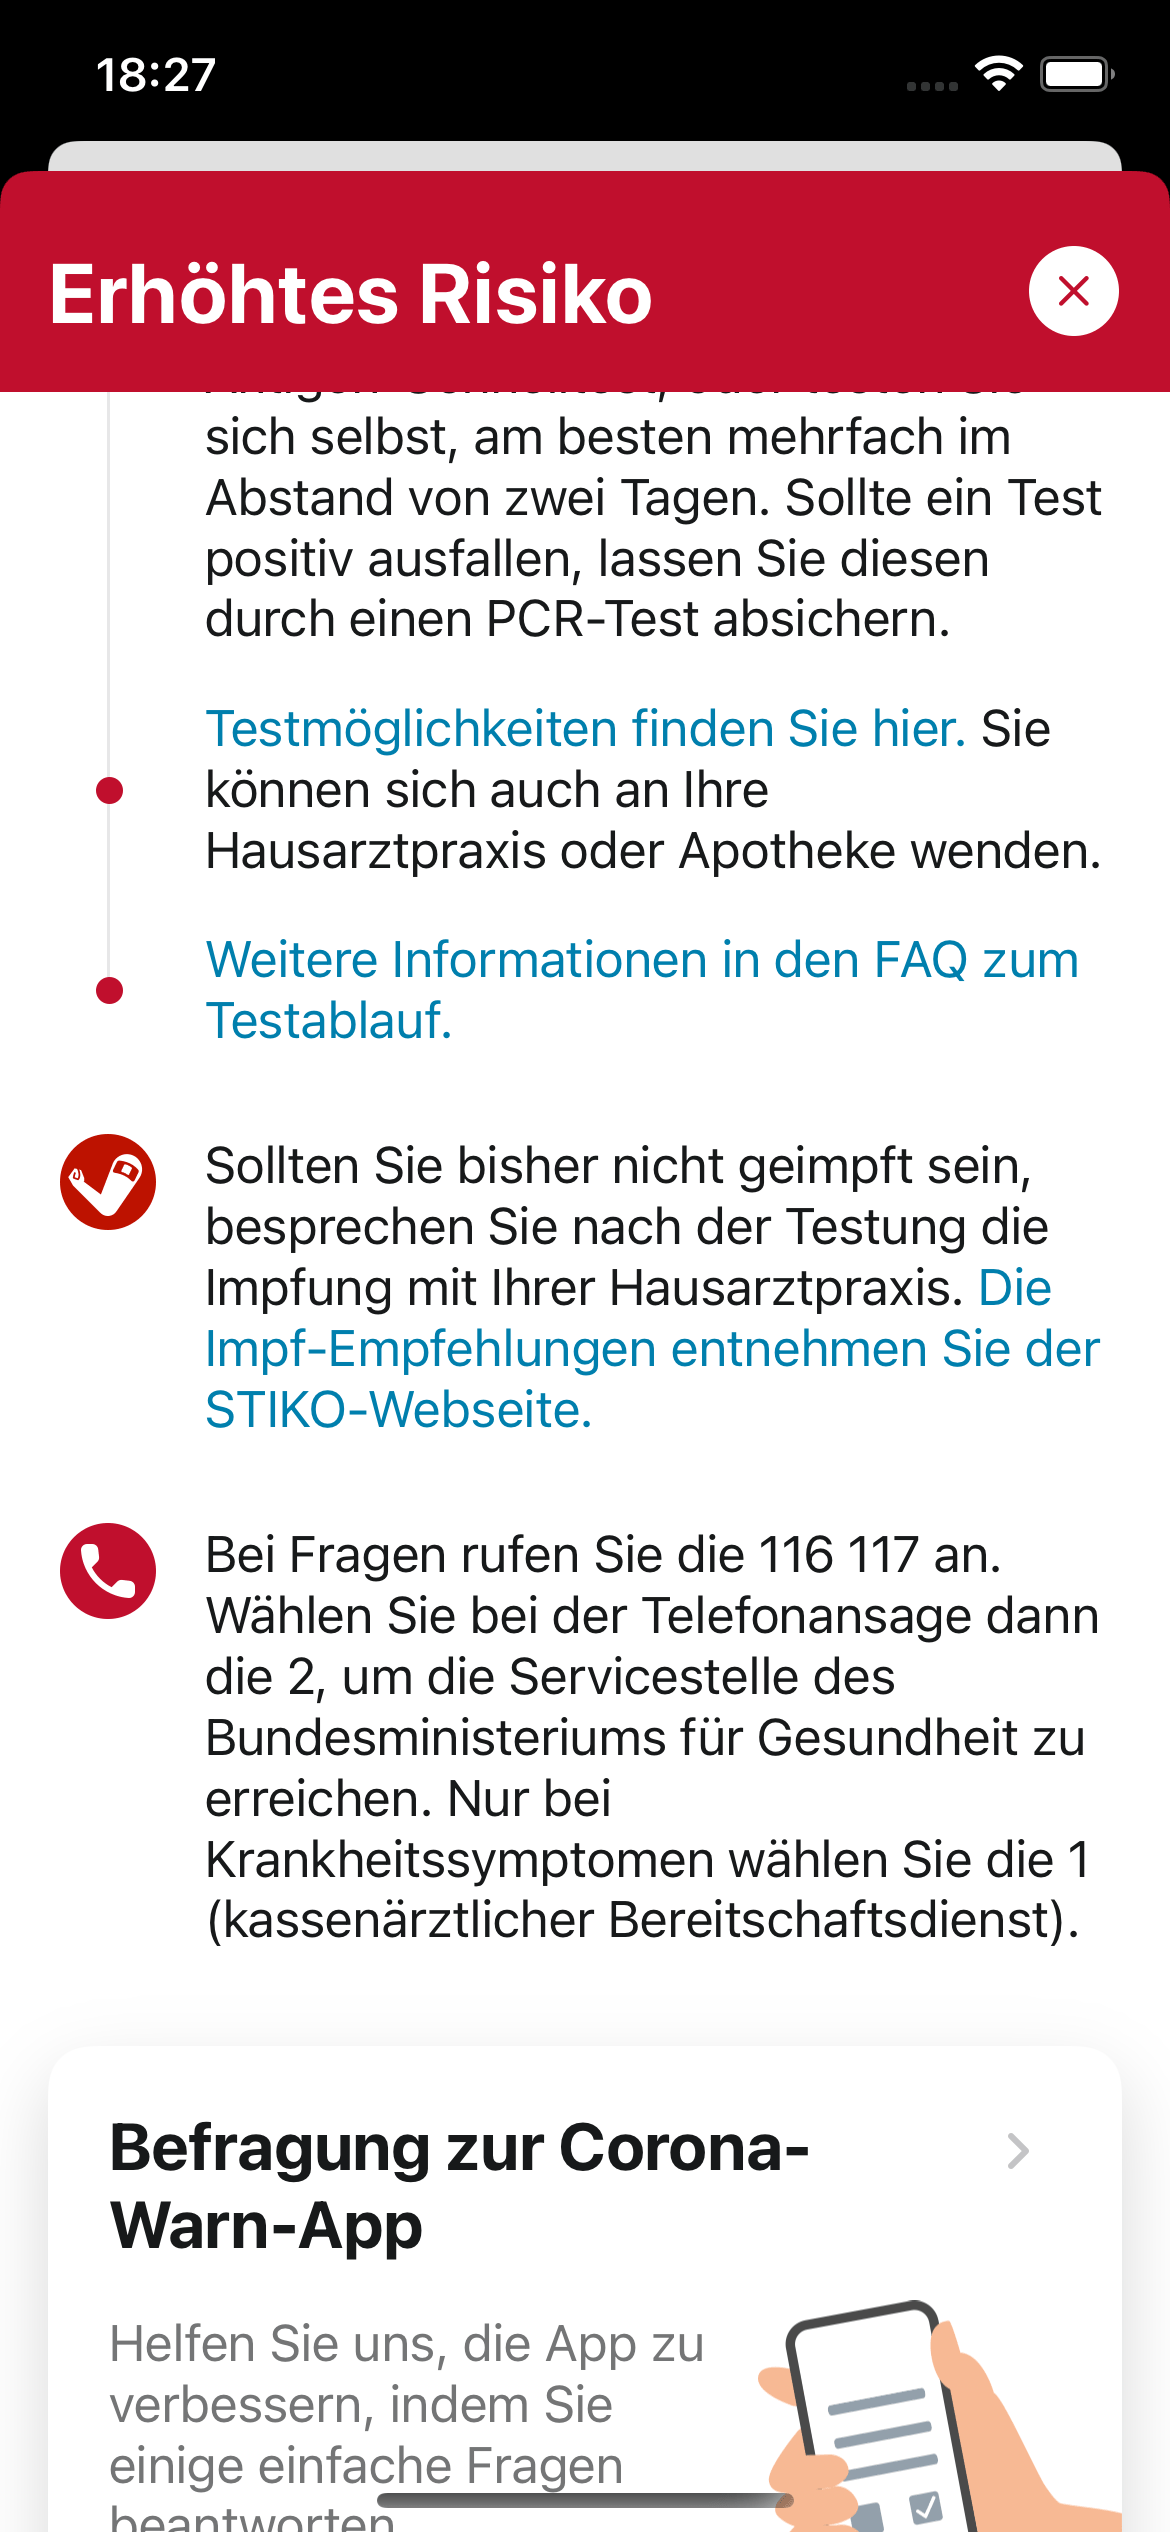 18:27
Erhöhtes Risiko
sich selbst, am besten mehrfach im
Abstand von zwei Tagen. Sollte ein Test
positiv ausfallen, lassen Sie diesen
durch einen PCR-Test absichern.
Testmöglichkeiten finden Sie hier. Sie
können sich auch an Ihre
Hausarztpraxis oder Apotheke wenden.
Weitere Informationen in den FAQ zum
Testablauf.
Sollten Sie bisher nicht geimpft sein,
besprechen Sie nach der Testung die
Impfung mit Ihrer Hausarztpraxis. Die
Impf-Empfehlungen entnehmen Sie der
STIKO-Webseite.
Bei Fragen rufen Sie die 116 117 an.
Wählen Sie bei der Telefonansage dann
die 2, um die Servicestelle des
Bundesministeriums für Gesundheit zu
erreichen. Nur bei
Krankheitssymptomen wählen Sie die 1
(kassenärztlicher Bereitschaftsdienst).
Befragung zur Corona-
Warn-App
Helfen Sie uns, die App zu
verbessern, indem Sie
einige einfache Fragen
beantworten